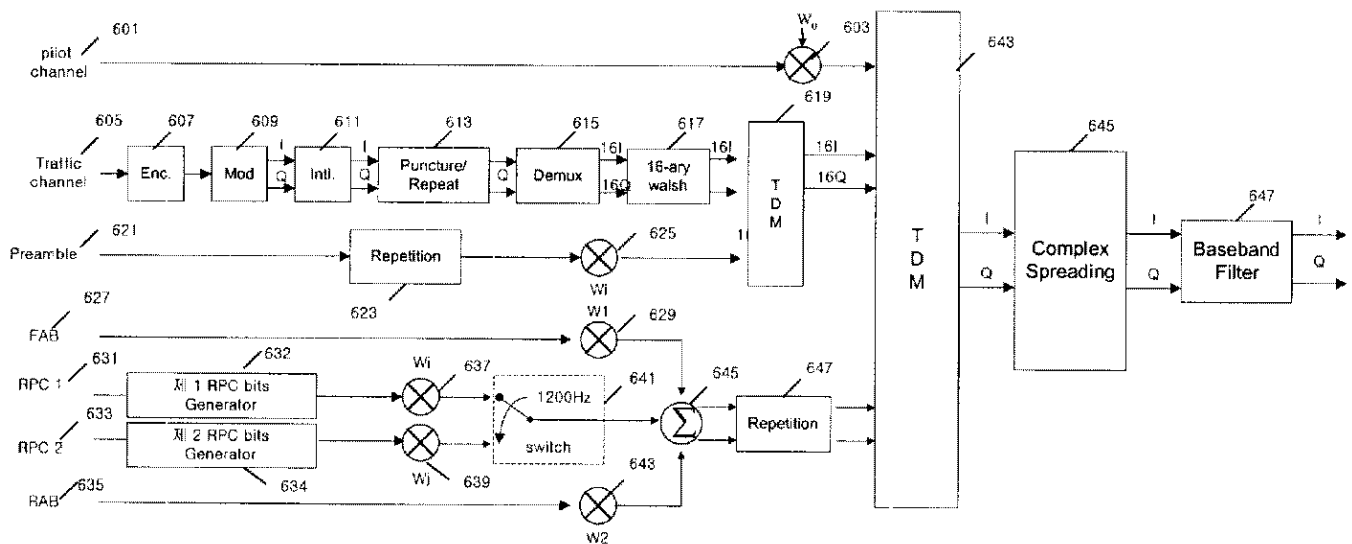 601
pilot
channel
W0
603
643
605
607
609
611
613
615
617
619
Traffic
channel
Enc.
Mod
I
Q
Intl.
I
Q
Puncture/
Repeat
Q
Demux
16I
16Q
16-ary
walsh
16I
T
D
M
16I
16Q
T
D
M
I
Q
645
Complex
Spreading
I
Q
647
Baseband
Filter
I
Q
621
Preamble
Repetition
623
625
Wi
627
FAB
W1
629
631
RPC 1
632
제 1 RPC bits
Generator
Wi
637
633
RPC 2
제 2 RPC bits
Generator
634
Wj
639
1200Hz
641
switch
645
Σ
647
Repetition
635
RAB
643
W2